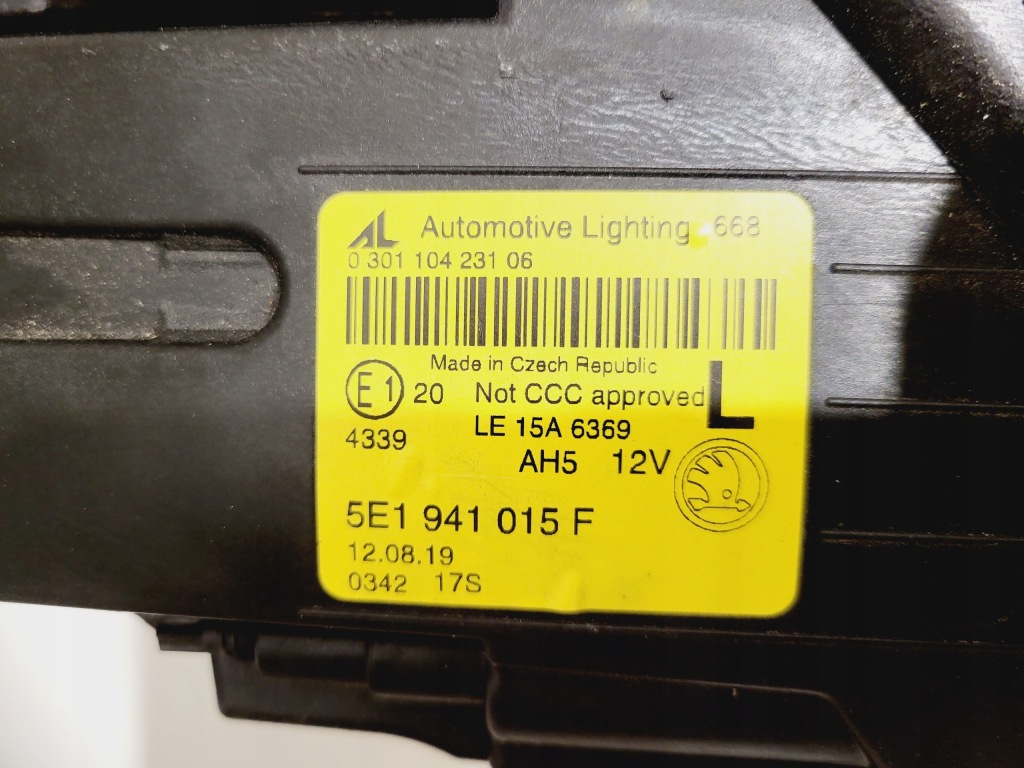 AL Automotive Lighting 668
0 301 104 231 06
Made in Czech Republic
E1 20 Not CCC approved L
4339 LE 15A 6369
AH5 12V
5E1 941 015 F
12.08.19
0342 17S